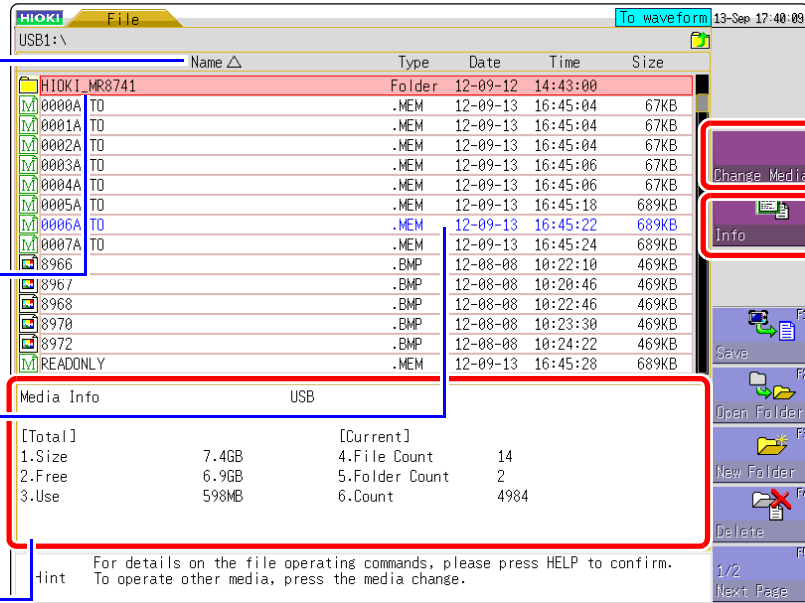 HIOKI File To waveform 13-Sep 17:40:09
USB1:\
Name △ Type Date Time Size
HIOKI_MR8741 Folder 12-09-12 14:43:00
0000A TO .MEM 12-09-13 16:45:04 67KB
0001A TO .MEM 12-09-13 16:45:04 67KB
0002A TO .MEM 12-09-13 16:45:04 67KB
0003A TO .MEM 12-09-13 16:45:06 67KB
0004A TO .MEM 12-09-13 16:45:06 67KB
0005A TO .MEM 12-09-13 16:45:18 689KB
0006A TO .MEM 12-09-13 16:45:22 689KB
0007A TO .MEM 12-09-13 16:45:24 689KB
8966 .BMP 12-08-08 10:22:10 469KB
8967 .BMP 12-08-08 10:20:46 469KB
8968 .BMP 12-08-08 10:22:46 469KB
8970 .BMP 12-08-08 10:23:30 469KB
8972 .BMP 12-08-08 10:24:22 469KB
READONLY .MEM 12-09-13 16:45:28 689KB
Media Info USB
[Total] [Current]
1.Size 7.4GB 4.File Count 14
2.Free 6.9GB 5.Folder Count 2
3.Use 598MB 6.Count 4984
For details on the file operating commands, please press HELP to confirm.
Hint To operate other media, press the media change.
Change Media
Info
Save
Open Folder
New Folder
Delete
1/2
Next Page